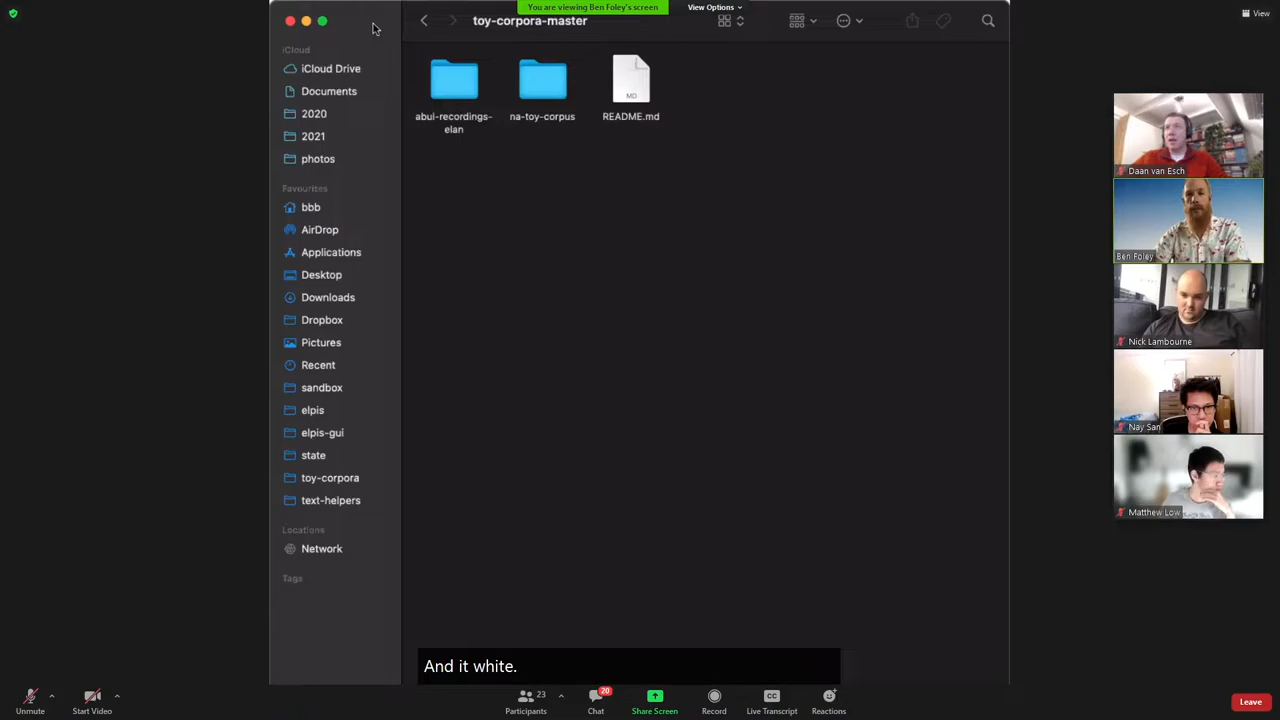 You are viewing Ben Foley's screen
View Options
View
toy-corpora-master
iCloud
iCloud Drive
Documents
2020
2021
photos
Favourites
bbb
AirDrop
Applications
Desktop
Downloads
Dropbox
Pictures
Recent
sandbox
elpis
elpis-gui
state
toy-corpora
text-helpers
Locations
Network
Tags
abui-recordings-
elan
na-toy-corpus
MD
README.md
Daan van Esch
Ben Foley
Nick Lambourne
Nay San
Matthew Low
And it white.
Unmute
Start Video
23
Participants
20
Chat
Share Screen
Record
CC
Live Transcript
Reactions
Leave